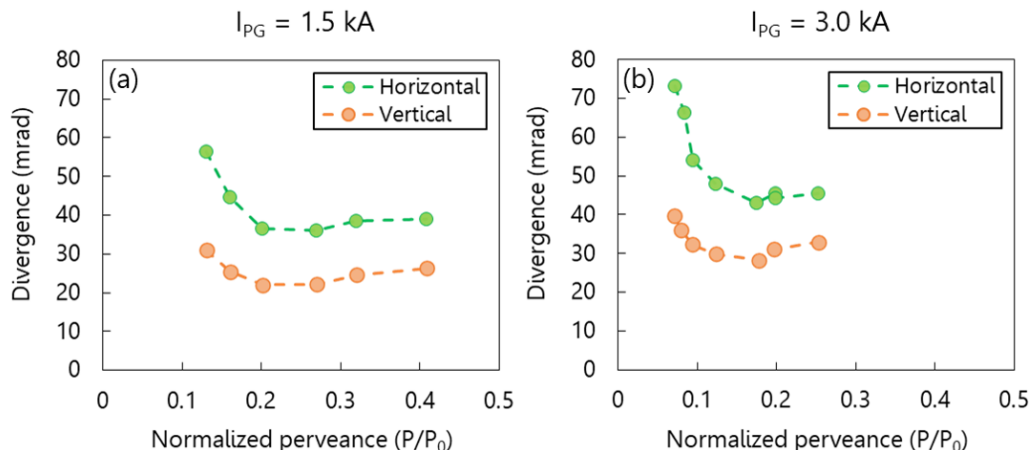 I_PG = 1.5 kA
(a)
Horizontal
Vertical
Divergence (mrad)
80
70
60
50
40
30
20
10
0
0 0.1 0.2 0.3 0.4 0.5
Normalized perveance (P/P₀)
I_PG = 3.0 kA
(b)
Horizontal
Vertical
Divergence (mrad)
80
70
60
50
40
30
20
10
0
0 0.1 0.2 0.3 0.4 0.5
Normalized perveance (P/P₀)